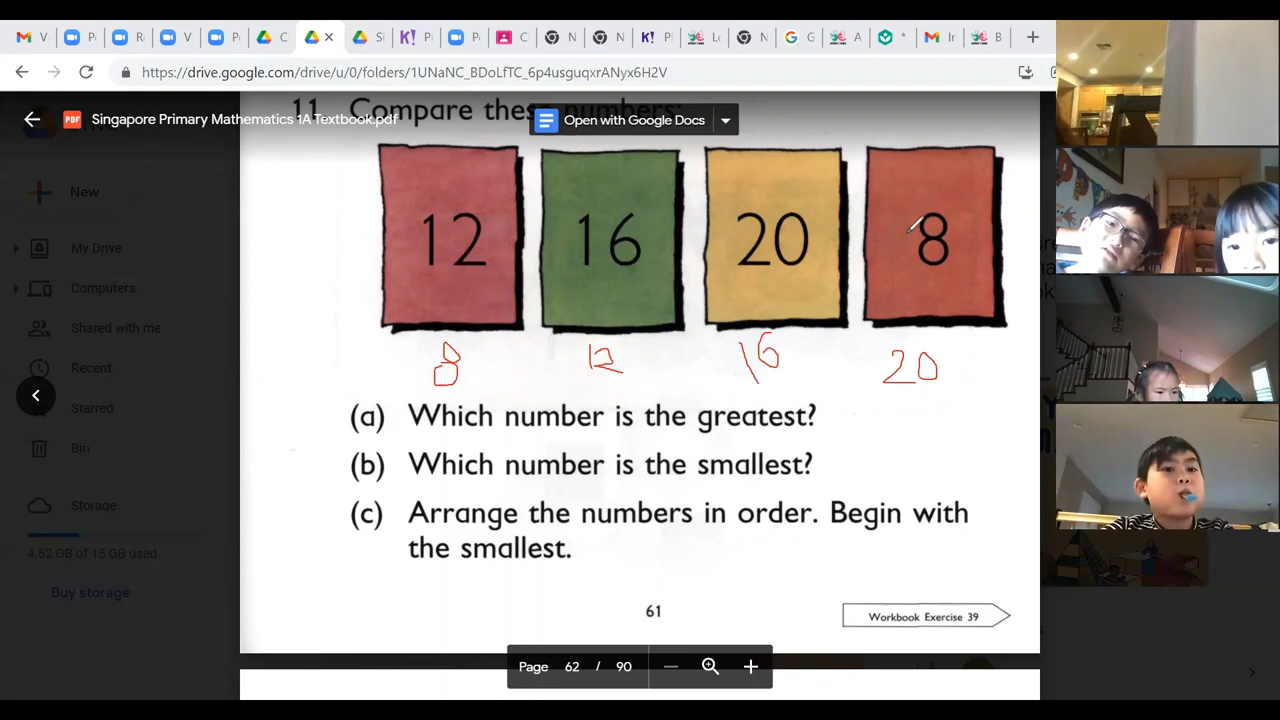 V
P
R
V
P
C
Si
P
P
C
N
N
P
L
N
G
A
*
Ir
B
https://drive.google.com/drive/u/0/folders/1UNaNC_BDoLfTC_6p4usguqxrANyx6H2V
11. Compare these numbers:
Singapore Primary Mathematics 1A Textbook.pdf
Open with Google Docs
New
My Drive
Computers
Shared with me
Recent
Starred
Bin
Storage
4.52 GB of 15 GB used
Buy storage
12 16 20 8
8 12 16 20
(a) Which number is the greatest?
(b) Which number is the smallest?
(c) Arrange the numbers in order. Begin with
the smallest.
61
Workbook Exercise 39
Page 62 / 90